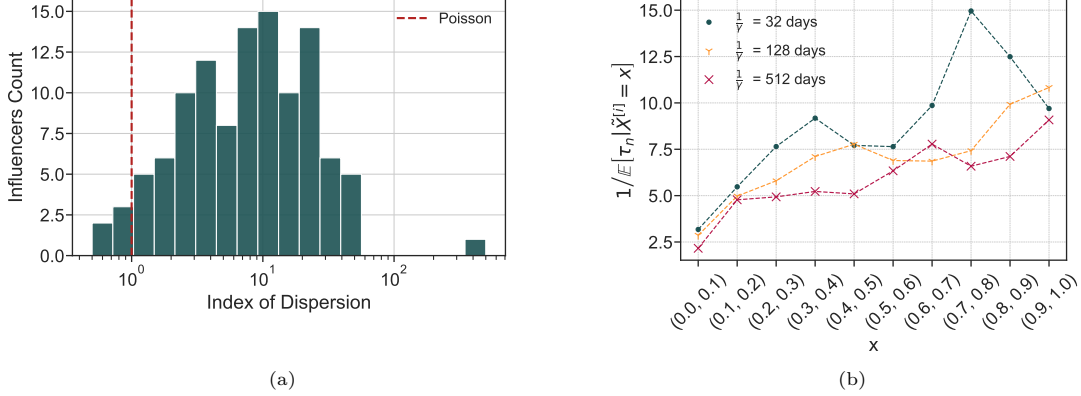 15.0
12.5
10.0
7.5
5.0
2.5
0.0
Influencers Count
Poisson
10^0
10^1
10^2
Index of Dispersion
(a)
15.0
12.5
10.0
7.5
5.0
2.5
1/𝔼[τ_n|X̃^[i] = x]
1/γ = 32 days
1/γ = 128 days
1/γ = 512 days
(0.0, 0.1)
(0.1, 0.2)
(0.2, 0.3)
(0.3, 0.4)
(0.4, 0.5)
(0.5, 0.6)
(0.6, 0.7)
(0.7, 0.8)
(0.8, 0.9)
(0.9, 1.0)
x
(b)